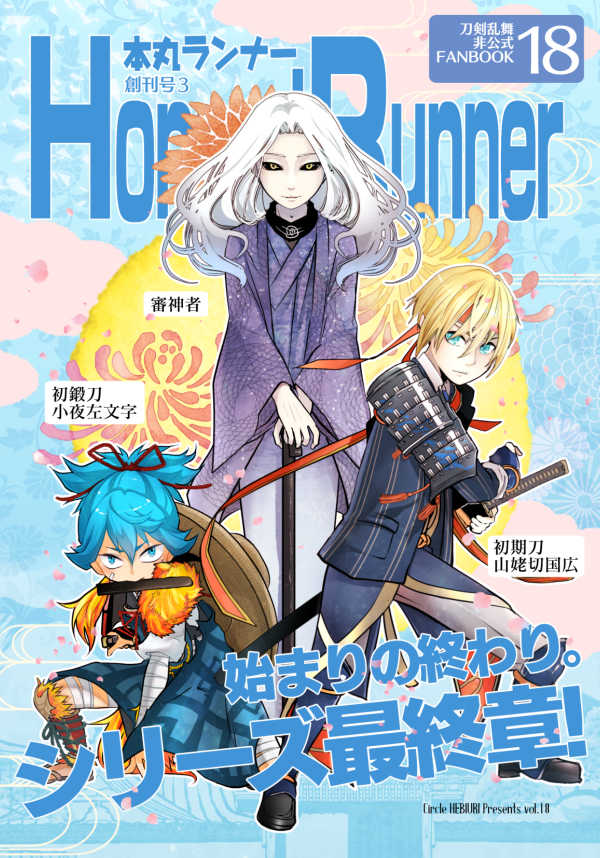 刀剣乱舞
非公式
FANBOOK 18
本丸ランナー
創刊号3
Runner
審神者
初鍛刀
小夜左文字
初期刀
山姥切国広
始まりの終わり。
シリーズ最終章!
Circle HEBIURI Presents vol.18